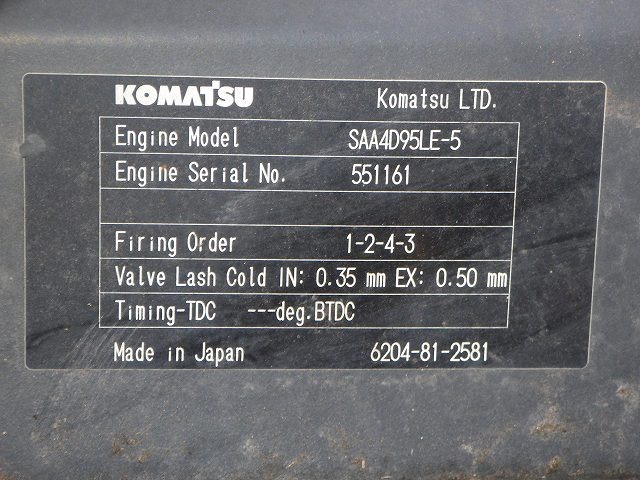 KOMATSU Komatsu LTD.
Engine Model SAA4D95LE-5
Engine Serial No. 551161
Firing Order 1-2-4-3
Valve Lash Cold IN: 0.35 mm EX: 0.50 mm
Timing-TDC ---deg.BTDC
Made in Japan 6204-81-2581